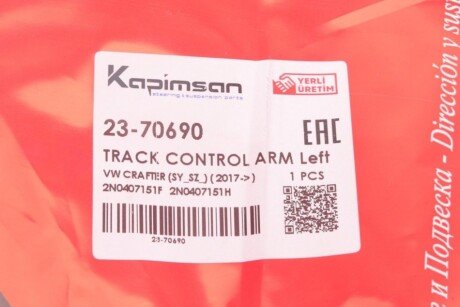 Kapimsan
steering & suspension parts
YERLİ
ÜRETİM
23-70690
EAC
TRACK CONTROL ARM Left
VW CRAFTER (SY_SZ_) (2017->)
1 PCS
2N0407151F 2N0407151H
23-70690
е и Подвеска - Dirección y sus